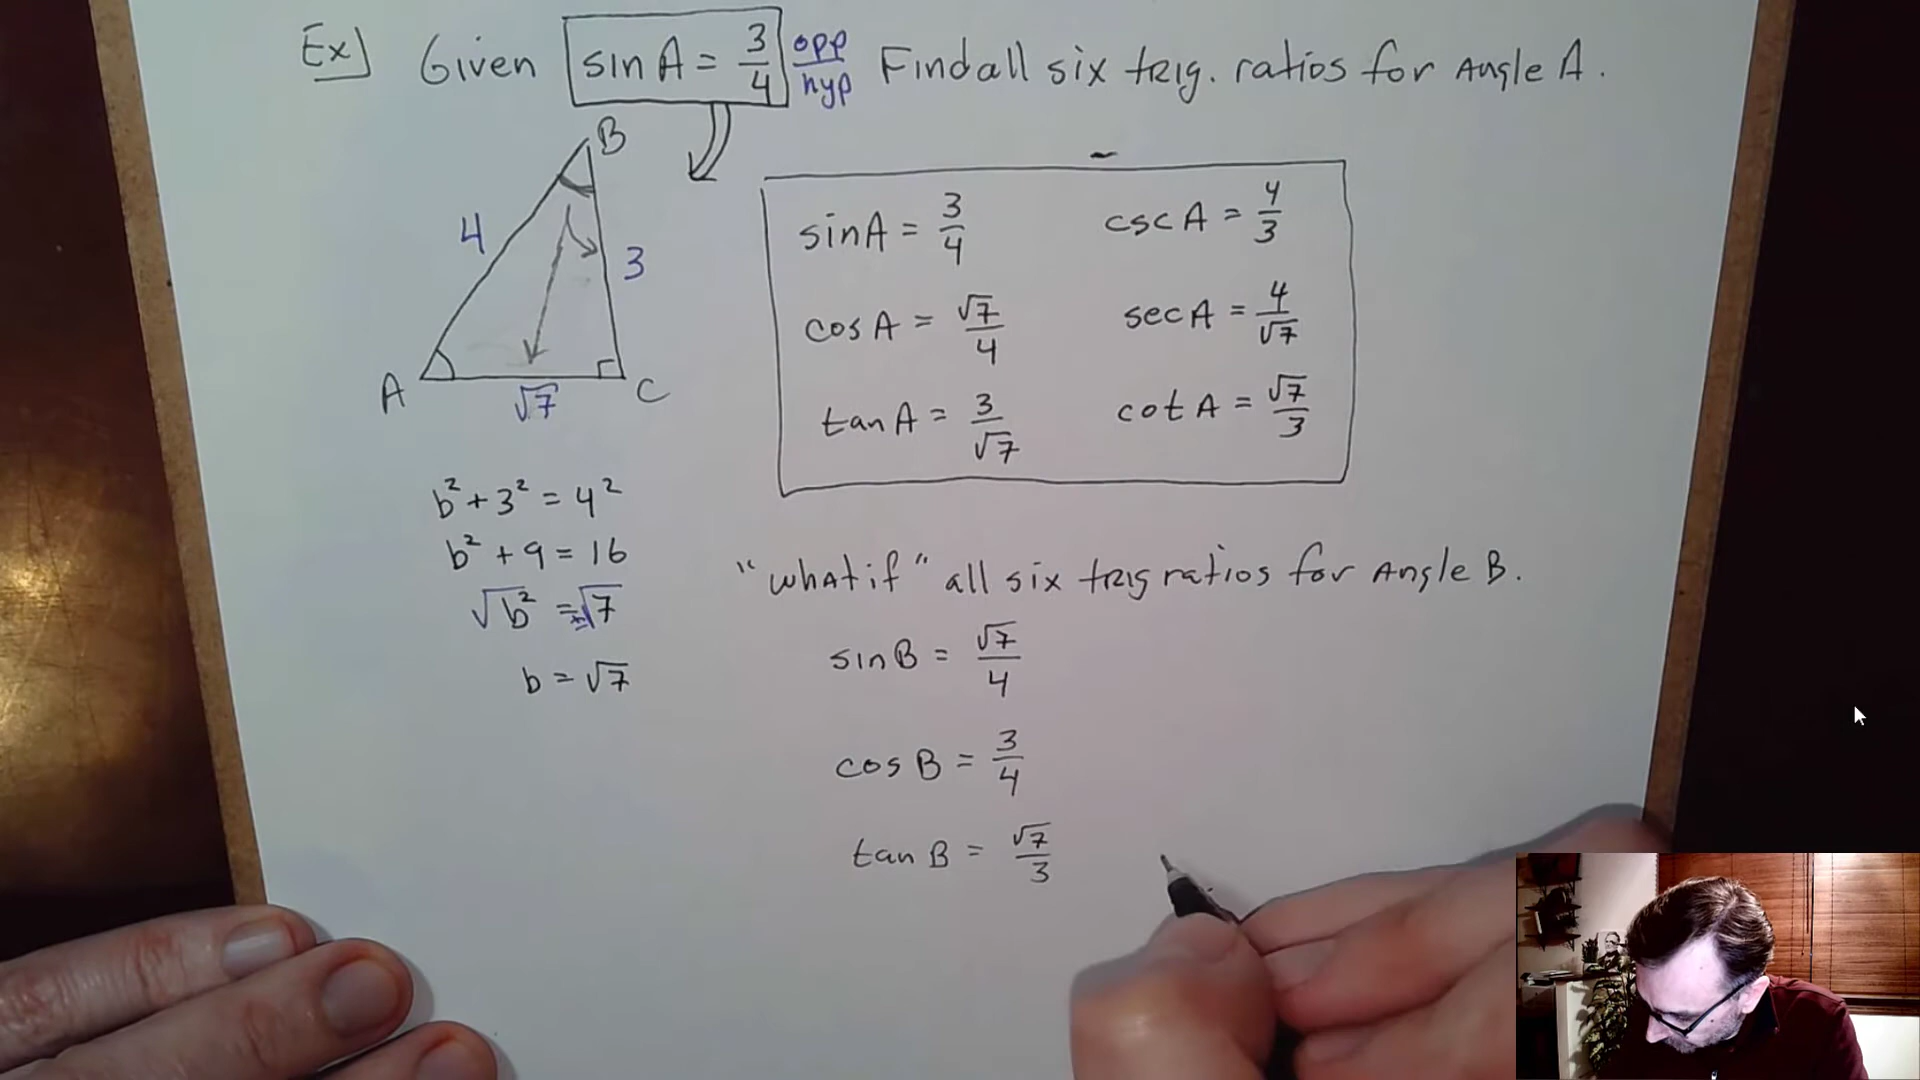 Ex] Given sin A = 3/4 opp/hyp Find all six trig. ratios for Angle A.
B
4
3
A
√7
C
sin A = 3/4 csc A = 4/3
cos A = √7/4 sec A = 4/√7
tan A = 3/√7 cot A = √7/3
b² + 3² = 4²
b² + 9 = 16
√b² = ±√7
b = √7
"what if" all six trig ratios for Angle B.
sin B = √7/4
cos B = 3/4
tan B = √7/3